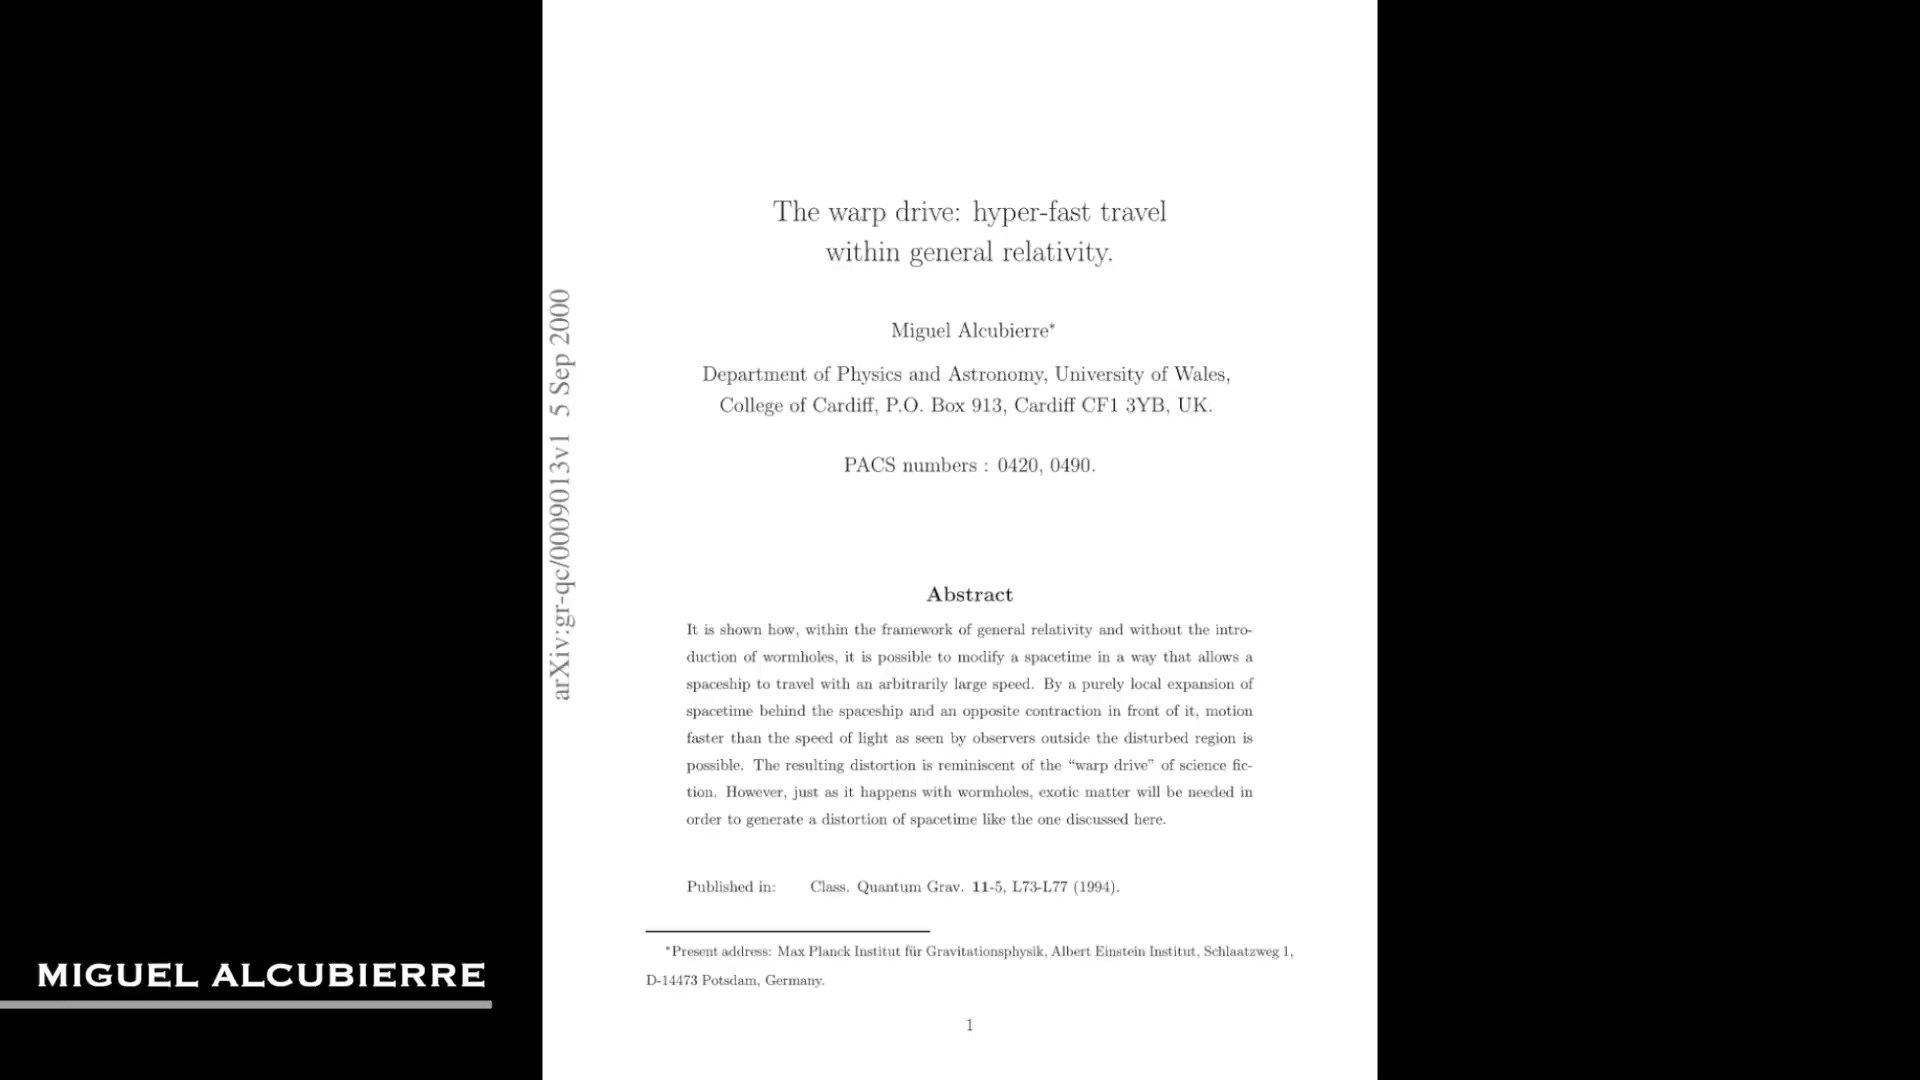 The warp drive: hyper-fast travel
within general relativity.
Miguel Alcubierre*
Department of Physics and Astronomy, University of Wales,
College of Cardiff, P.O. Box 913, Cardiff CF1 3YB, UK.
PACS numbers : 0420, 0490.
arXiv:gr-qc/0009013v1 5 Sep 2000
Abstract
It is shown how, within the framework of general relativity and without the intro-
duction of wormholes, it is possible to modify a spacetime in a way that allows a
spaceship to travel with an arbitrarily large speed. By a purely local expansion of
spacetime behind the spaceship and an opposite contraction in front of it, motion
faster than the speed of light as seen by observers outside the disturbed region is
possible. The resulting distortion is reminiscent of the “warp drive” of science fic-
tion. However, just as it happens with wormholes, exotic matter will be needed in
order to generate a distortion of spacetime like the one discussed here.
Published in: Class. Quantum Grav. 11-5, L73-L77 (1994).
*Present address: Max Planck Institut für Gravitationsphysik, Albert Einstein Institut, Schlaatzweg 1,
D-14473 Potsdam, Germany.
1
MIGUEL ALCUBIERRE